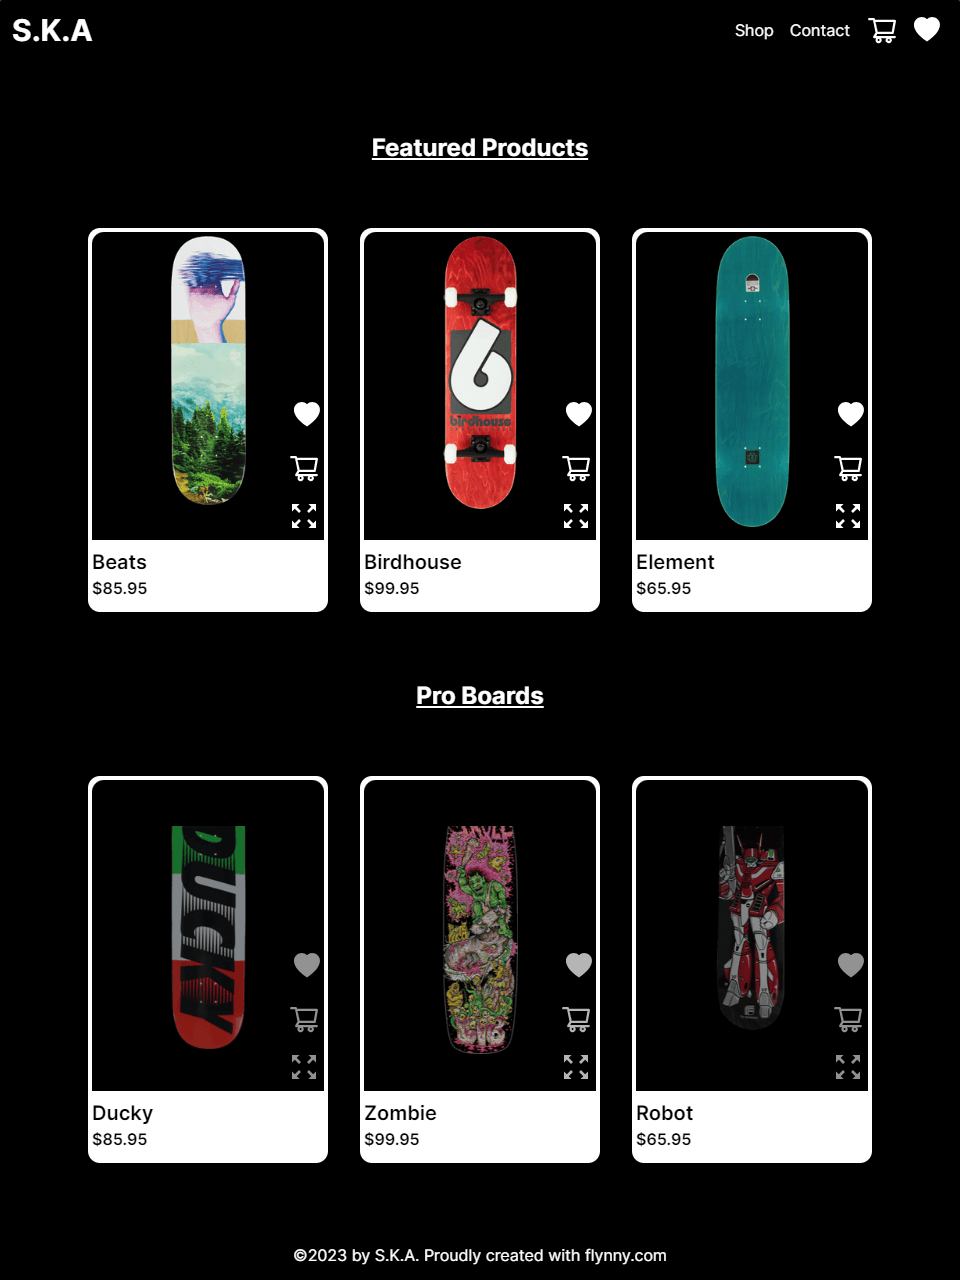 S.K.A
Shop Contact
Featured Products
6
birdhouse
Beats
$85.95
Birdhouse
$99.95
Element
$65.95
Pro Boards
DUCKY
Ducky
$85.95
Zombie
$99.95
Robot
$65.95
©2023 by S.K.A. Proudly created with flynny.com